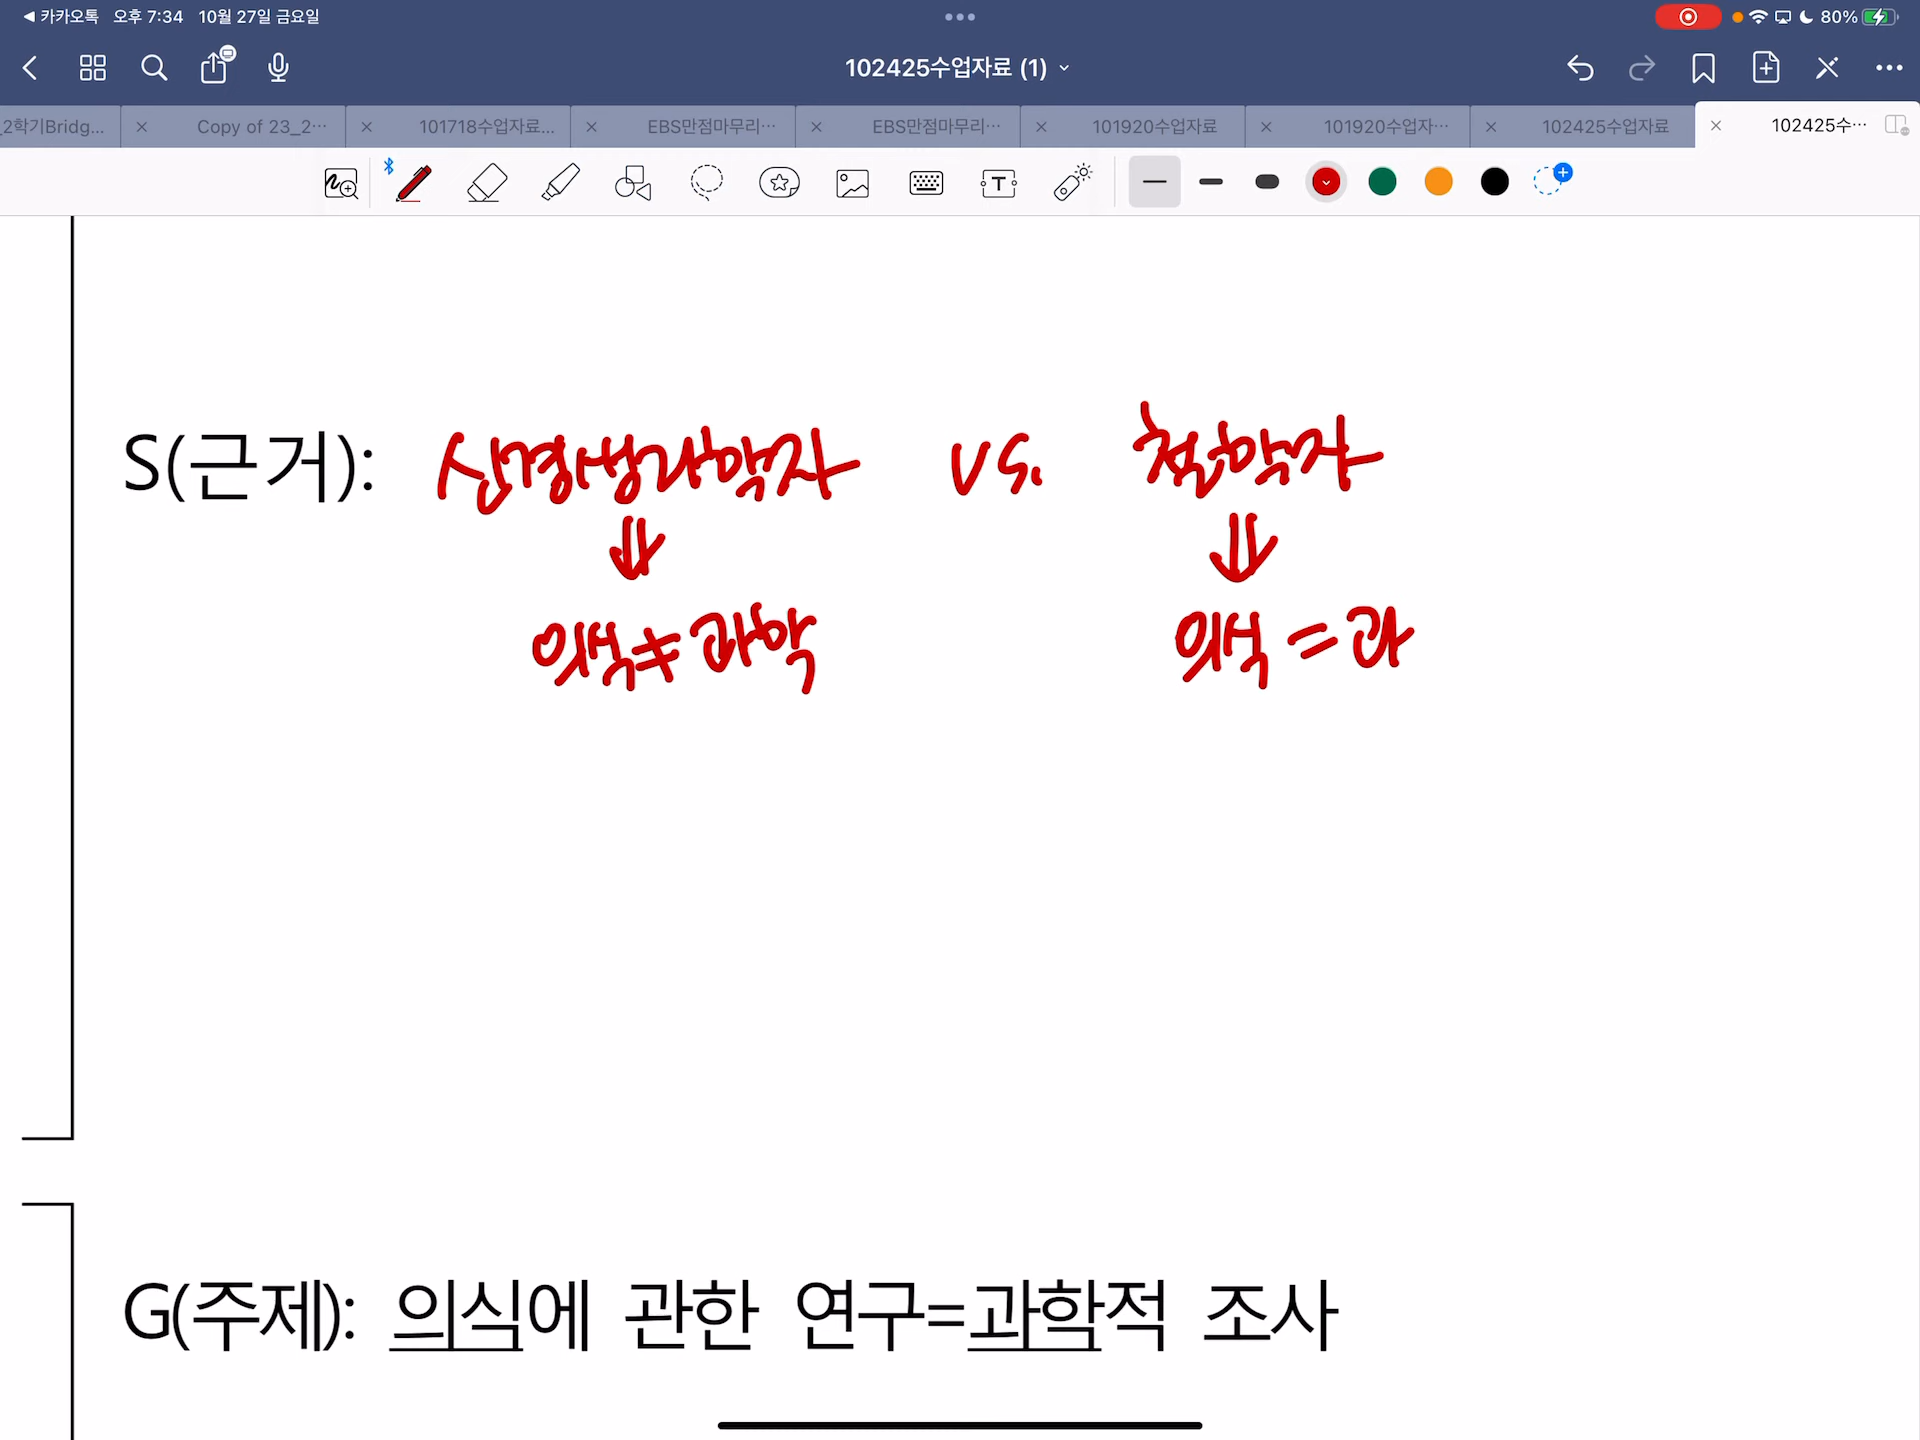 ◀ 카카오톡 오후 7:34 10월 27일 금요일 80%
102425수업자료 (1)
_2학기Bridg... Copy of 23_2··· 101718수업자료... EBS만점마무리··· EBS만점마무리··· 101920수업자료 101920수업자··· 102425수업자료 102425수···
S(근거): 신경생과학자 vs. 철학자
⇓ ⇓
의식≠과학 의식=과
G(주제): 의식에 관한 연구=과학적 조사